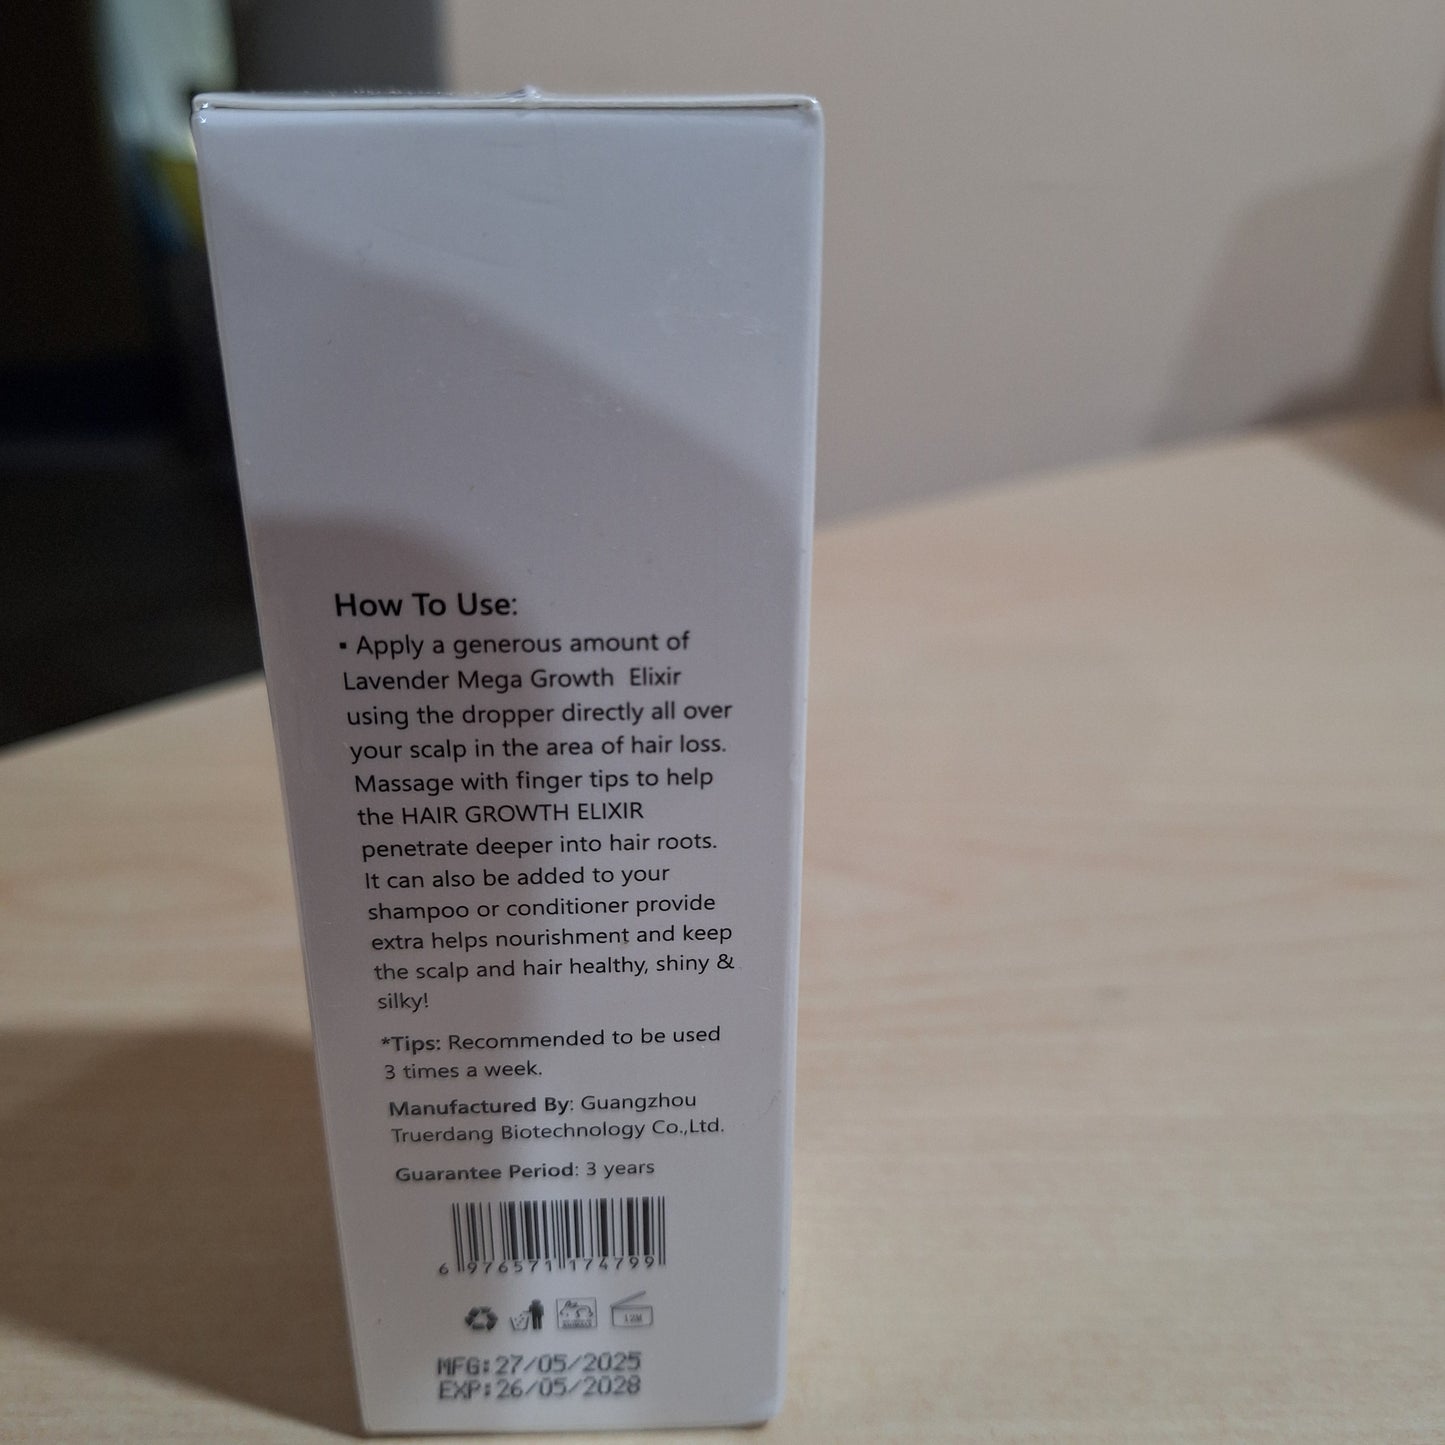 How To Use:
▪ Apply a generous amount of
Lavender Mega Growth Elixir
using the dropper directly all over
your scalp in the area of hair loss.
Massage with finger tips to help
the HAIR GROWTH ELIXIR
penetrate deeper into hair roots.
It can also be added to your
shampoo or conditioner provide
extra helps nourishment and keep
the scalp and hair healthy, shiny &
silky!
*Tips: Recommended to be used
3 times a week.
Manufactured By: Guangzhou
Truerdang Biotechnology Co.,Ltd.
Guarantee Period: 3 years
6 976571 174799
12M
MFG:27/05/2025
EXP:26/05/2028